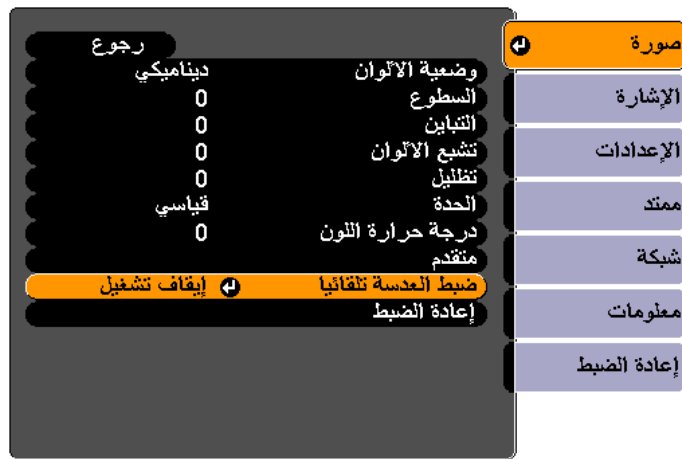 صورة
الإشارة
الإعدادات
ممتد
شبكة
معلومات
إعادة الضبط
رجوع
وضعية الألوان ديناميكي
السطوع 0
التباين 0
تشبع الألوان 0
تظليل 0
الحدة قياسي
درجة حرارة اللون 0
متقدم
ضبط العدسة تلقائيا إيقاف تشغيل
إعادة الضبط